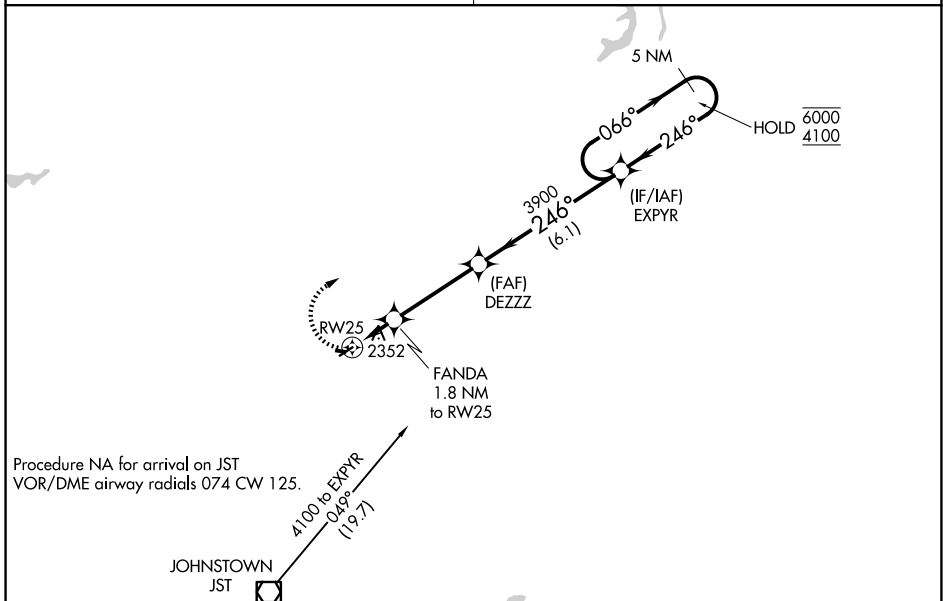 5 NM
HOLD
6000
4100
066°
246°
3900
246°
(6.1)
(IF/IAF)
EXPYR
(FAF)
DEZZZ
RW25
2352
FANDA
1.8 NM
to RW25
Procedure NA for arrival on JST
VOR/DME airway radials 074 CW 125.
4100 to EXPYR
049°
(19.7)
JOHNSTOWN
JST